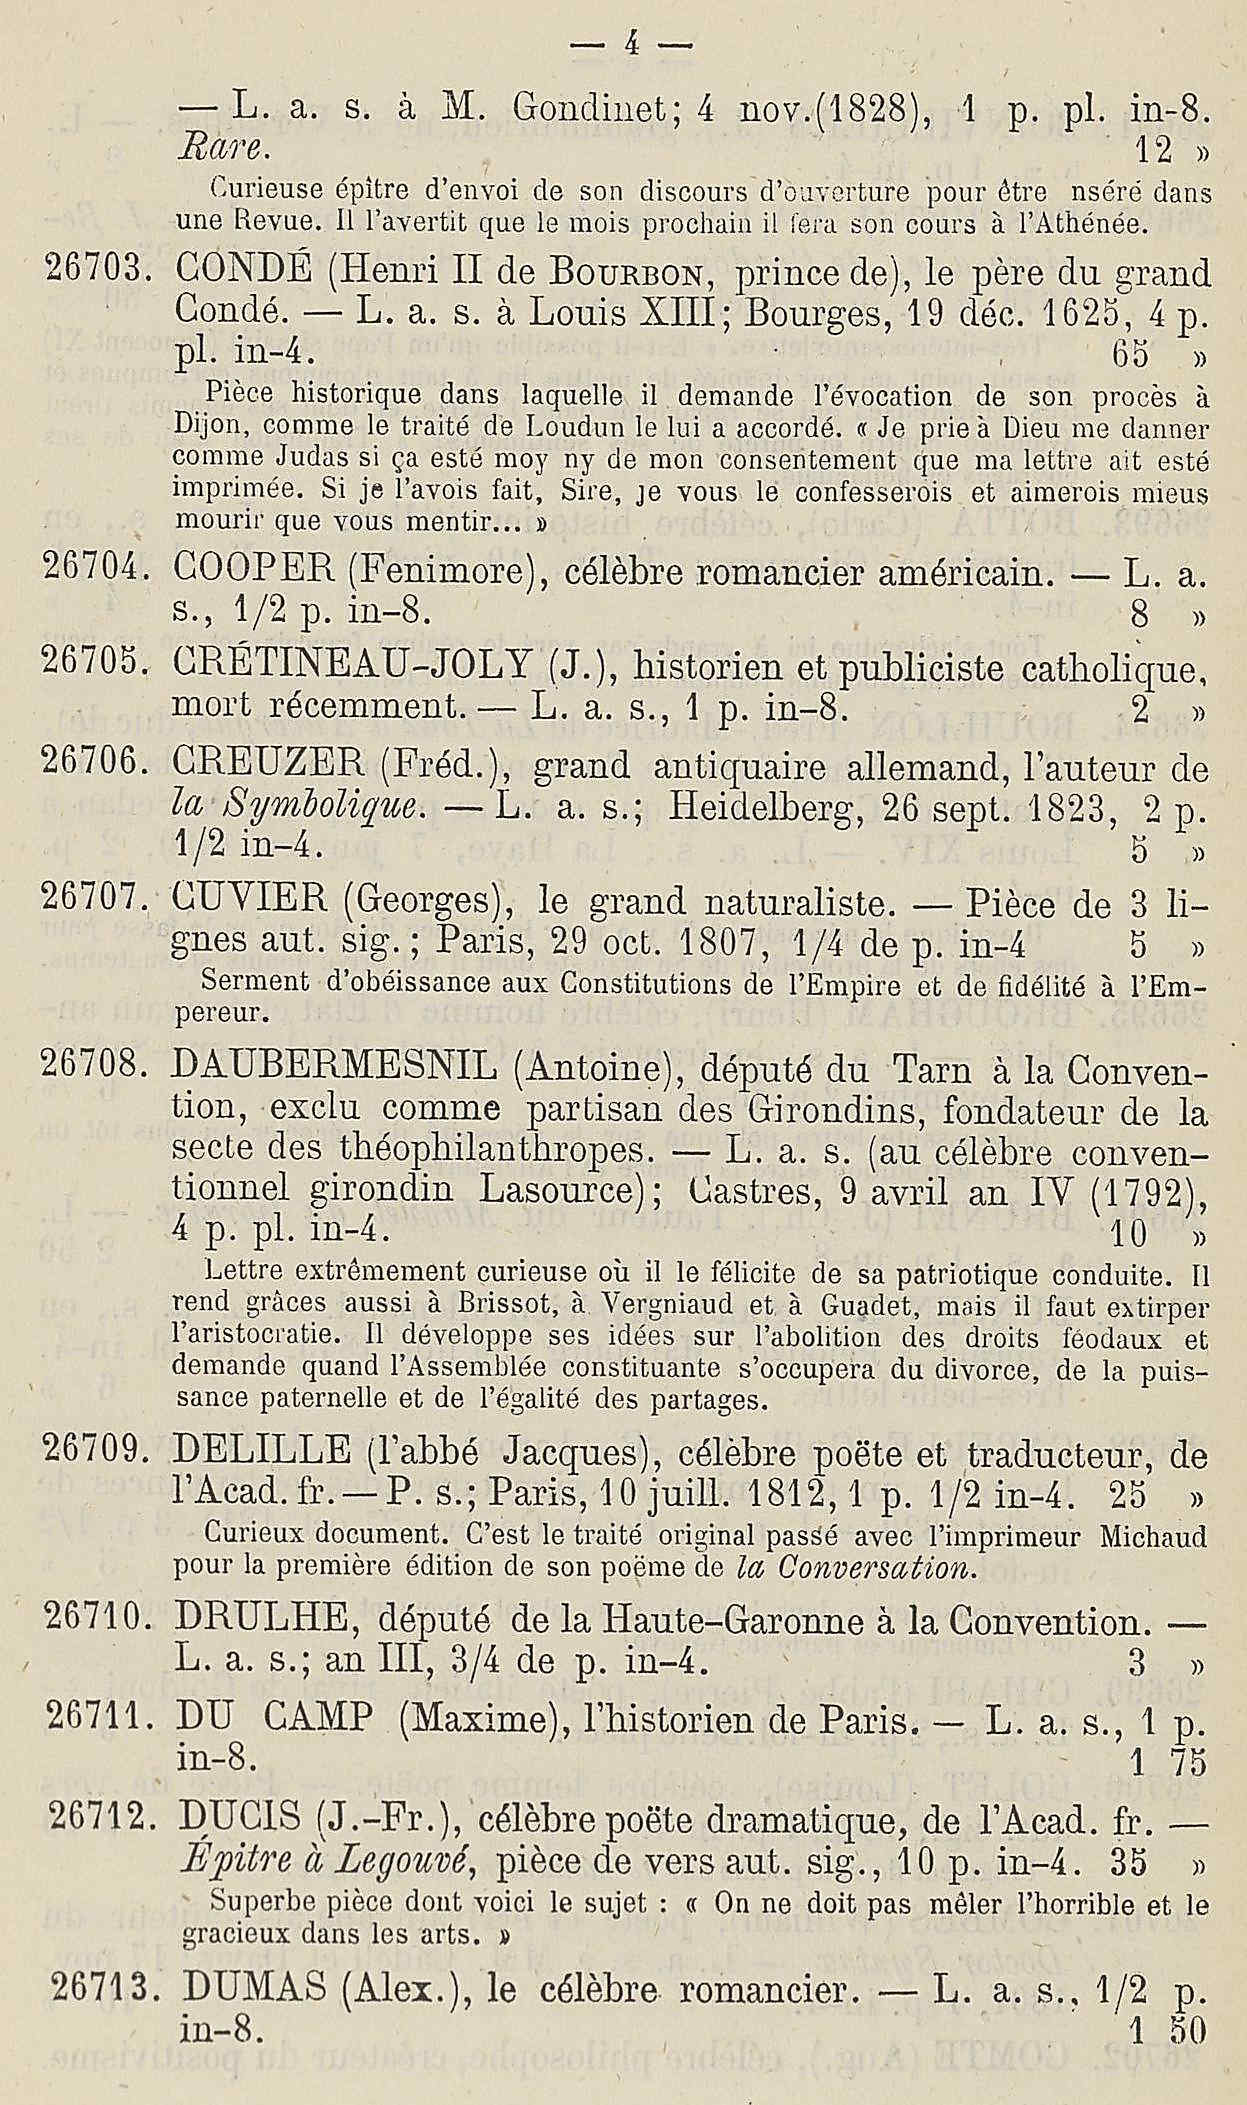 — 4 —
— L. a. s. à M. Gondinet; 4 nov.(1828), 1 p. pl. in-8.
Rare. 12 »
Curieuse épître d'envoi de son discours d'ouverture pour être nséré dans
une Revue. Il l'avertit que le mois prochain il fera son cours à l'Athénée.
26703. CONDÉ (Henri II de BOURBON, prince de), le père du grand
Condé. — L. a. s. à Louis XIII; Bourges, 19 déc. 1625, 4 p.
pl. in-4. 65 »
Pièce historique dans laquelle il demande l'évocation de son procès à
Dijon, comme le traité de Loudun le lui a accordé. « Je prie à Dieu me danner
comme Judas si ça esté moy ny de mon consentement que ma lettre ait esté
imprimée. Si je l'avois fait, Sire, je vous le confesserois et aimerois mieus
mourir que vous mentir... »
26704. COOPER (Fenimore), célèbre romancier américain. — L. a.
s., 1/2 p. in-8. 8 »
26705. CRÉTINEAU-JOLY (J.), historien et publiciste catholique,
mort récemment. — L. a. s., 1 p. in-8. 2 »
26706. CREUZER (Fréd.), grand antiquaire allemand, l'auteur de
la Symbolique. — L. a. s.; Heidelberg, 26 sept. 1823, 2 p.
1/2 in-4. 5 »
26707. CUVIER (Georges), le grand naturaliste. — Pièce de 3 li-
gnes aut. sig.; Paris, 29 oct. 1807, 1/4 de p. in-4 5 »
Serment d'obéissance aux Constitutions de l'Empire et de fidélité à l'Em-
pereur.
26708. DAUBERMESNIL (Antoine), député du Tarn à la Conven-
tion, exclu comme partisan des Girondins, fondateur de la
secte des théophilanthropes. — L. a. s. (au célèbre conven-
tionnel girondin Lasource); Castres, 9 avril an IV (1792),
4 p. pl. in-4. 10 »
Lettre extrêmement curieuse où il le félicite de sa patriotique conduite. Il
rend grâces aussi à Brissot, à Vergniaud et à Guadet, mais il faut extirper
l'aristocratie. Il développe ses idées sur l'abolition des droits féodaux et
demande quand l'Assemblée constituante s'occupera du divorce, de la puis-
sance paternelle et de l'égalité des partages.
26709. DELILLE (l'abbé Jacques), célèbre poëte et traducteur, de
l'Acad. fr. — P. s.; Paris, 10 juill. 1812, 1 p. 1/2 in-4. 25 »
Curieux document. C'est le traité original passé avec l'imprimeur Michaud
pour la première édition de son poëme de la Conversation.
26710. DRULHE, député de la Haute-Garonne à la Convention. —
L. a. s.; an III, 3/4 de p. in-4. 3 »
26711. DU CAMP (Maxime), l'historien de Paris. — L. a. s., 1 p.
in-8. 1 75
26712. DUCIS (J.-Fr.), célèbre poëte dramatique, de l'Acad. fr. —
Épitre à Legouvé, pièce de vers aut. sig., 10 p. in-4. 35 »
Superbe pièce dont voici le sujet : « On ne doit pas mêler l'horrible et le
gracieux dans les arts. »
26713. DUMAS (Alex.), le célèbre romancier. — L. a. s., 1/2 p.
in-8. 1 50